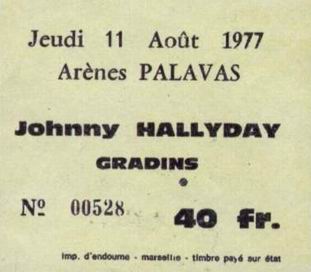 Jeudi 11 Août 1977
Arènes PALAVAS
Johnny HALLYDAY
GRADINS
Nº 00528
40 fr.
Imp. d'endoume - marseille - timbre payé sur état